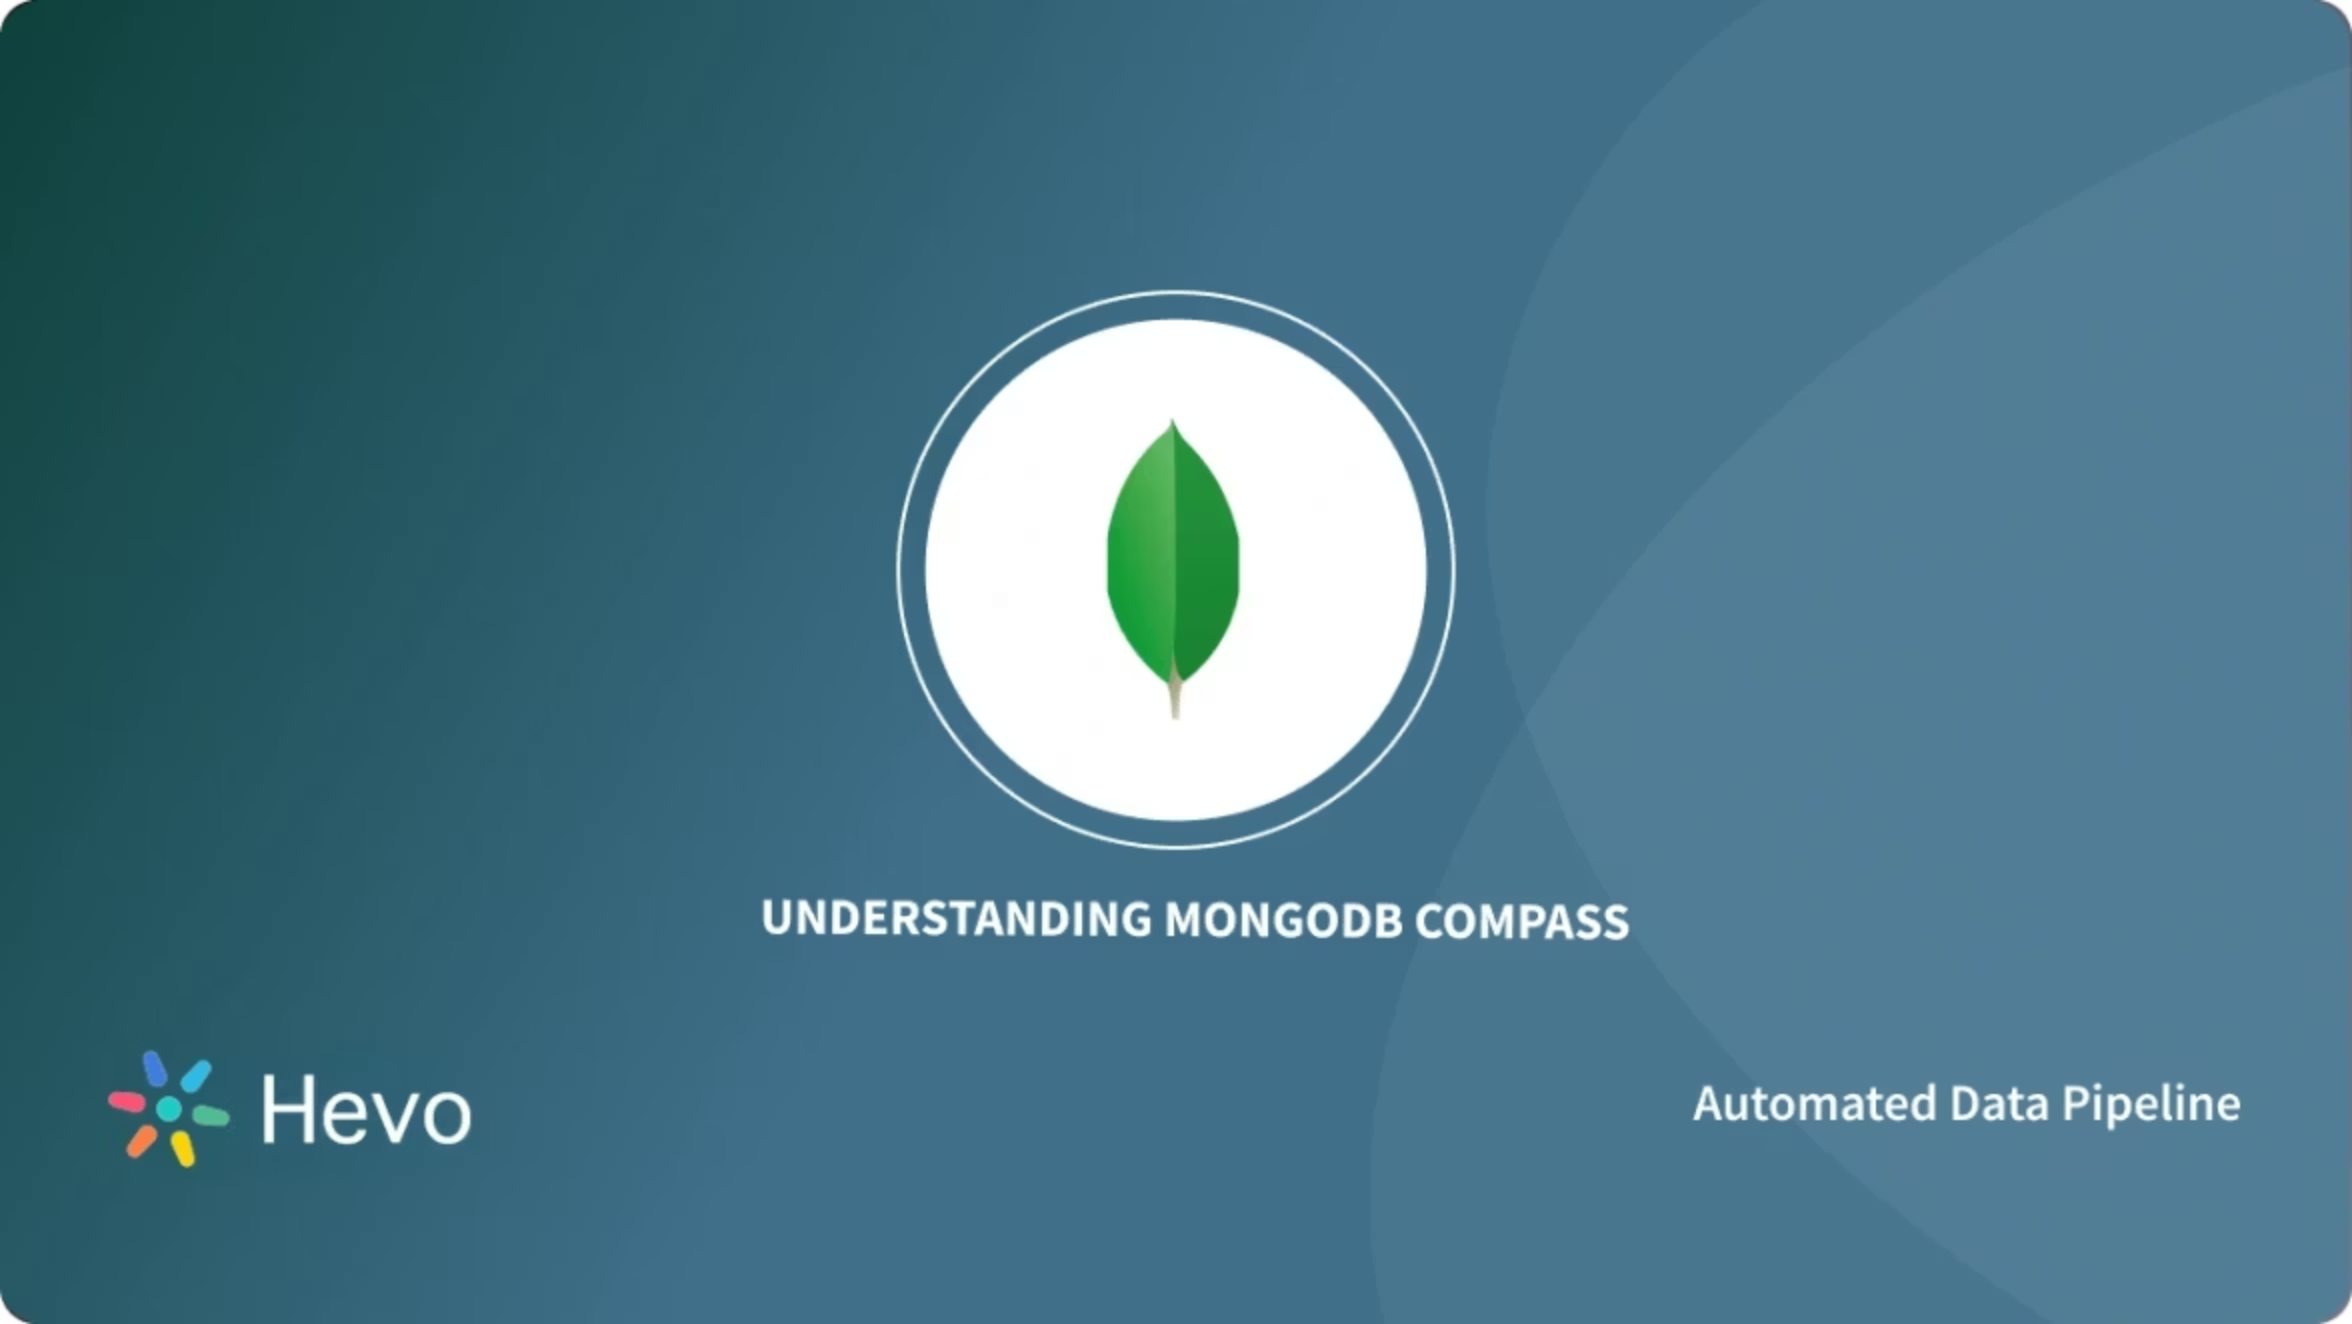 UNDERSTANDING MONGODB COMPASS
Hevo
Automated Data Pipeline